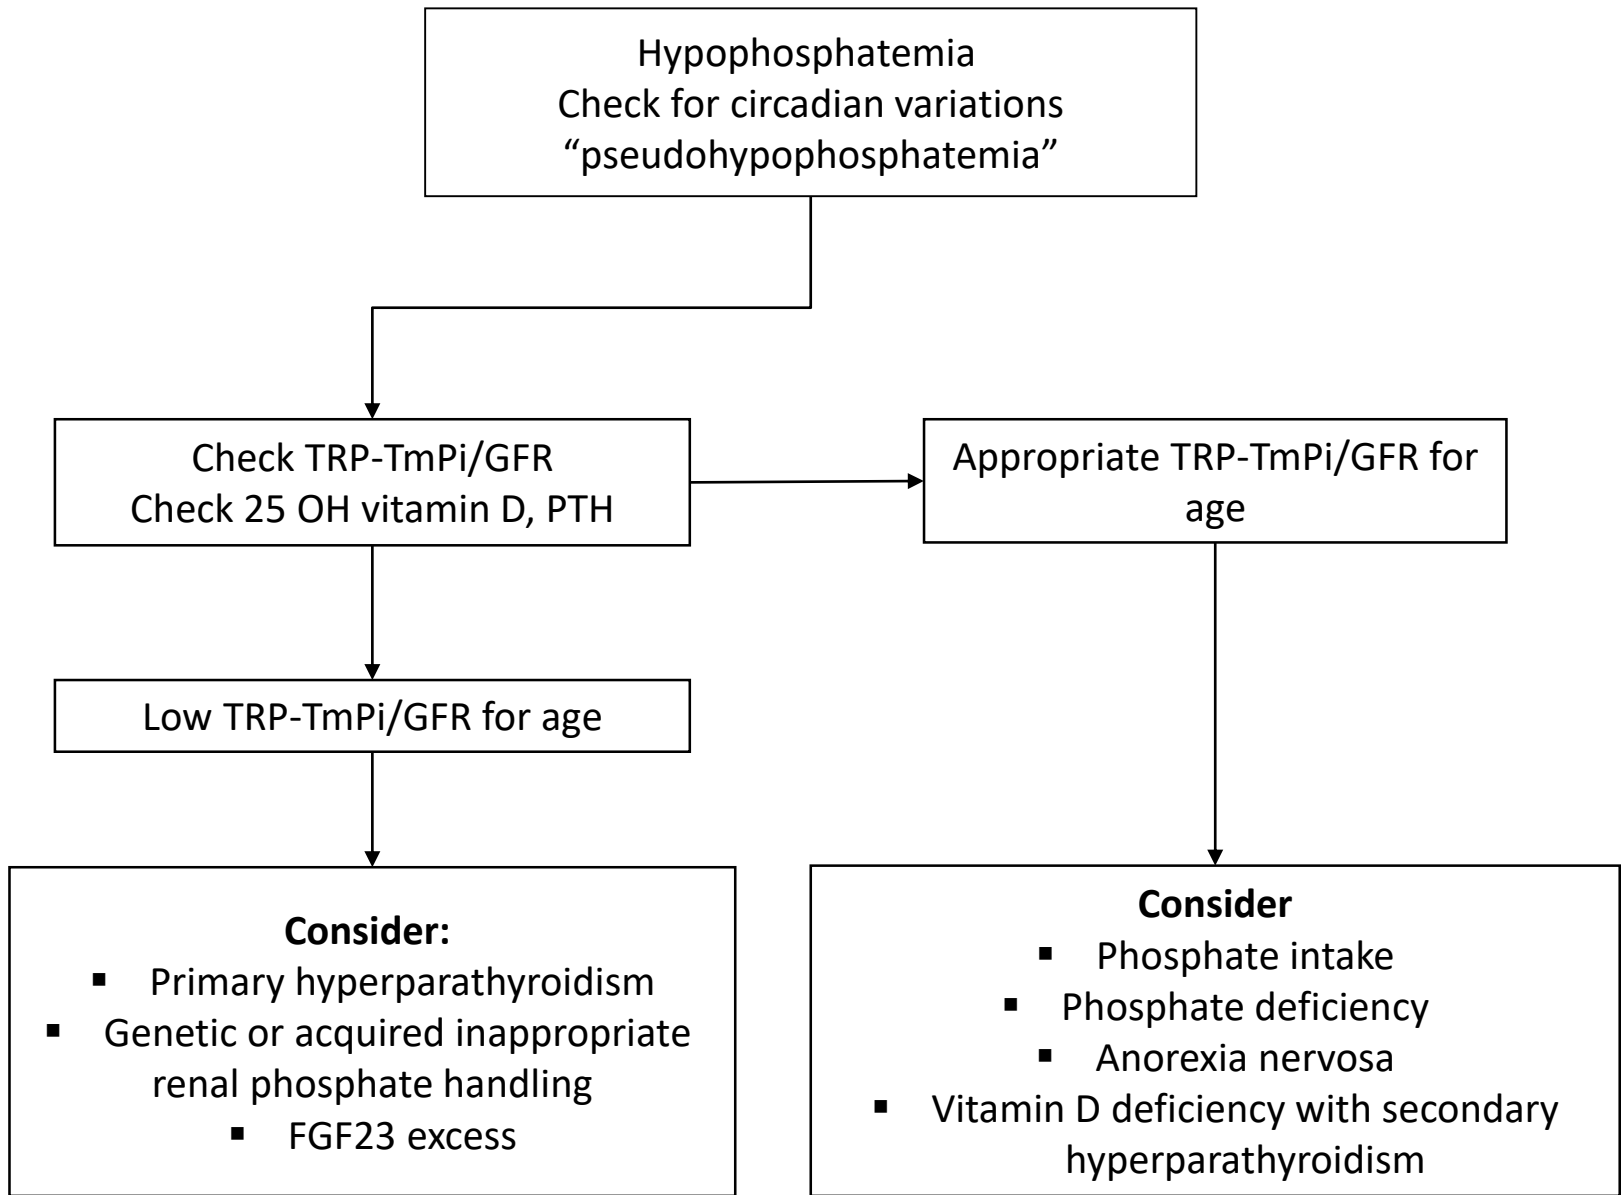 Hypophosphatemia
Check for circadian variations
“pseudohypophosphatemia”
Check TRP-TmPi/GFR
Check 25 OH vitamin D, PTH
Appropriate TRP-TmPi/GFR for
age
Low TRP-TmPi/GFR for age
Consider:
▪ Primary hyperparathyroidism
▪ Genetic or acquired inappropriate
renal phosphate handling
▪ FGF23 excess
Consider
▪ Phosphate intake
▪ Phosphate deficiency
▪ Anorexia nervosa
▪ Vitamin D deficiency with secondary
hyperparathyroidism